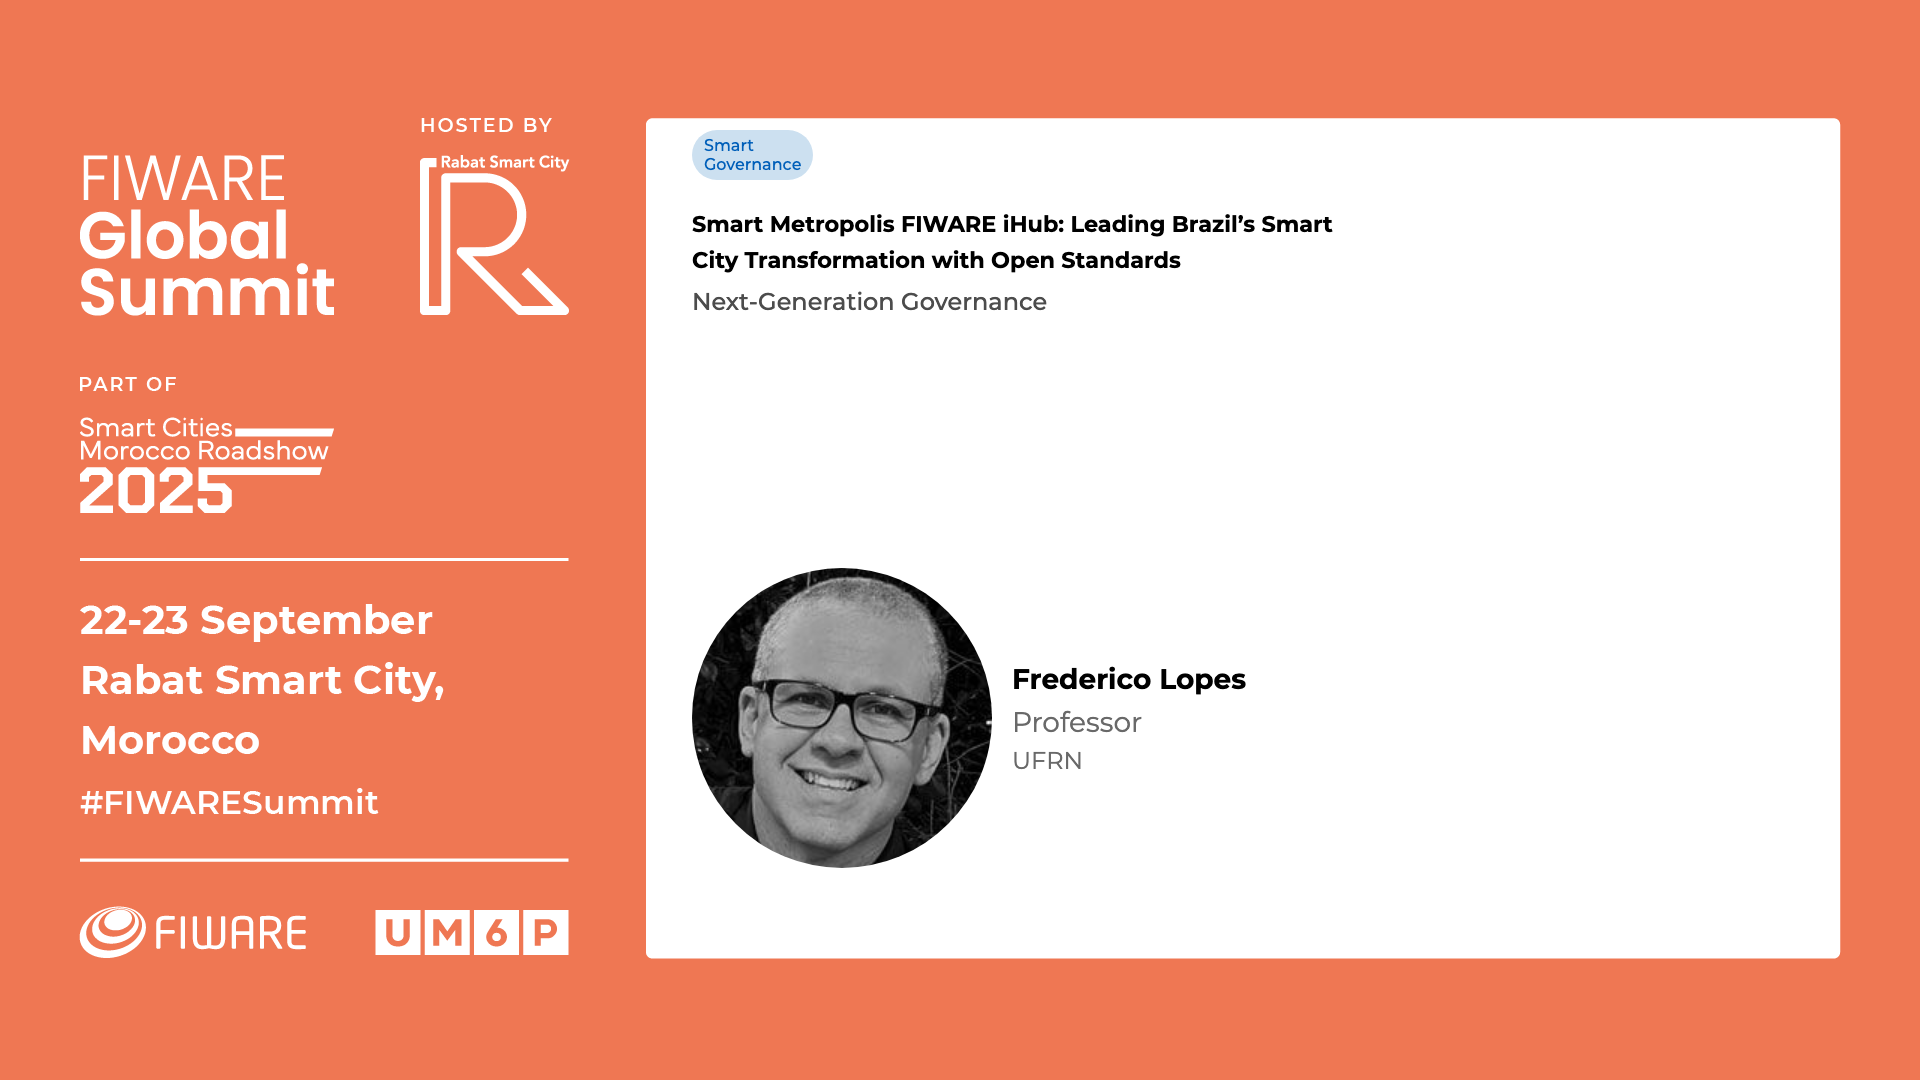 FIWARE
Global
Summit
HOSTED BY
Rabat Smart City
R
PART OF
Smart Cities
Morocco Roadshow
2025
22-23 September
Rabat Smart City,
Morocco
#FIWARESummit
FIWARE
UM6P
Smart
Governance
Smart Metropolis FIWARE iHub: Leading Brazil’s Smart
City Transformation with Open Standards
Next-Generation Governance
Frederico Lopes
Professor
UFRN